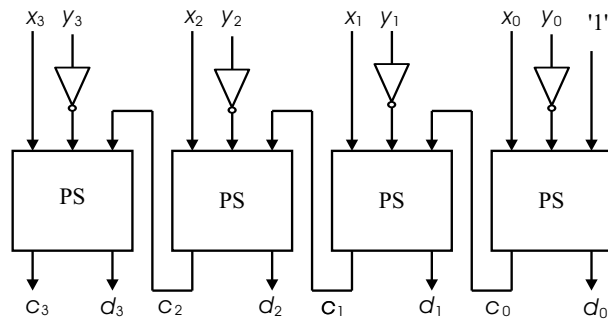 x₃ y₃ x₂ y₂ x₁ y₁ x₀ y₀ '1'
PS PS PS PS
c₃ d₃ c₂ d₂ c₁ d₁ c₀ d₀